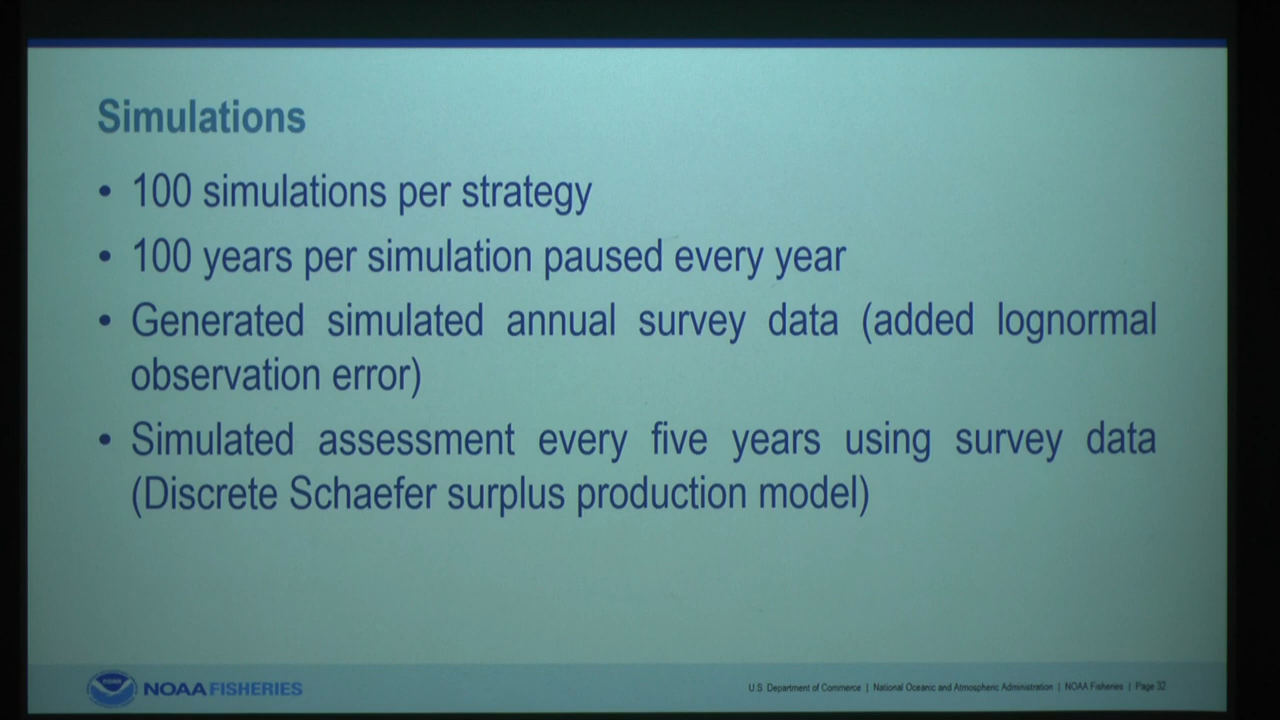 Simulations
• 100 simulations per strategy
• 100 years per simulation paused every year
• Generated simulated annual survey data (added lognormal
observation error)
• Simulated assessment every five years using survey data
(Discrete Schaefer surplus production model)
NOAA FISHERIES
U.S. Department of Commerce | National Oceanic and Atmospheric Administration | NOAA Fisheries | Page 32